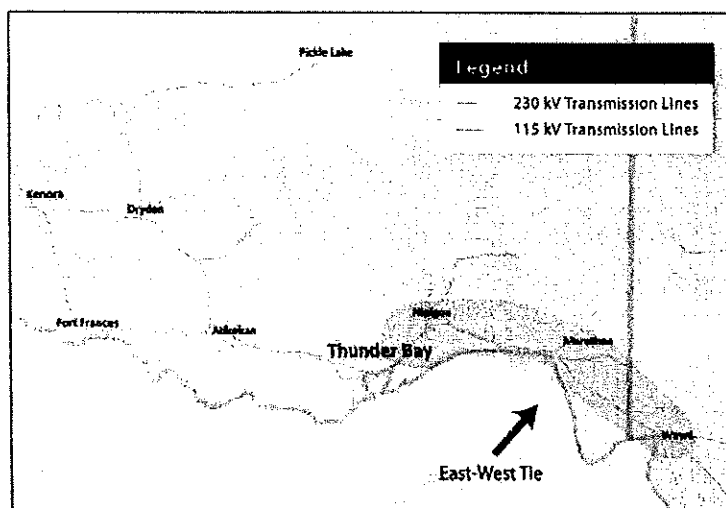 Pickle Lake
Legend
230 kV Transmission Lines
115 kV Transmission Lines
Kenora
Dryden
Fort Frances
Atikokan
Nipigon
Marathon
Thunder Bay
Wawa
East-West Tie